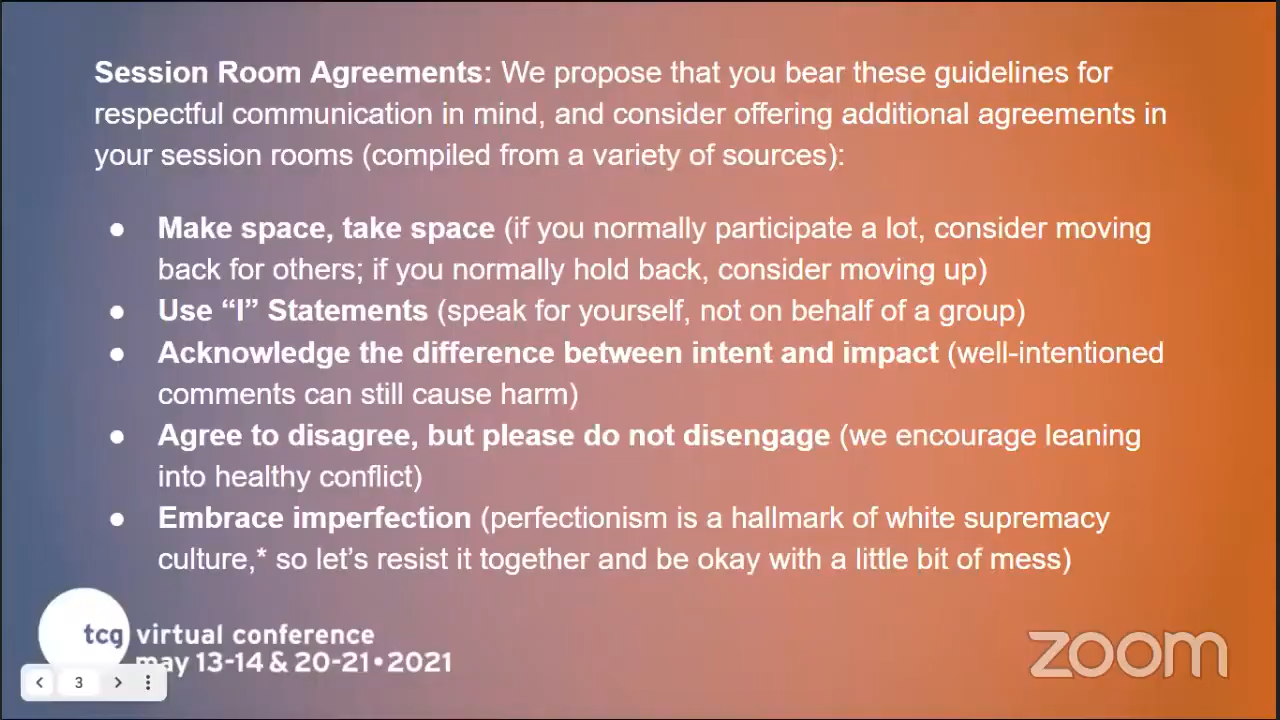 Session Room Agreements: We propose that you bear these guidelines for
respectful communication in mind, and consider offering additional agreements in
your session rooms (compiled from a variety of sources):
● Make space, take space (if you normally participate a lot, consider moving
back for others; if you normally hold back, consider moving up)
● Use “I” Statements (speak for yourself, not on behalf of a group)
● Acknowledge the difference between intent and impact (well-intentioned
comments can still cause harm)
● Agree to disagree, but please do not disengage (we encourage leaning
into healthy conflict)
● Embrace imperfection (perfectionism is a hallmark of white supremacy
culture,* so let’s resist it together and be okay with a little bit of mess)
tcg virtual conference
may 13-14 & 20-21•2021
3
zoom